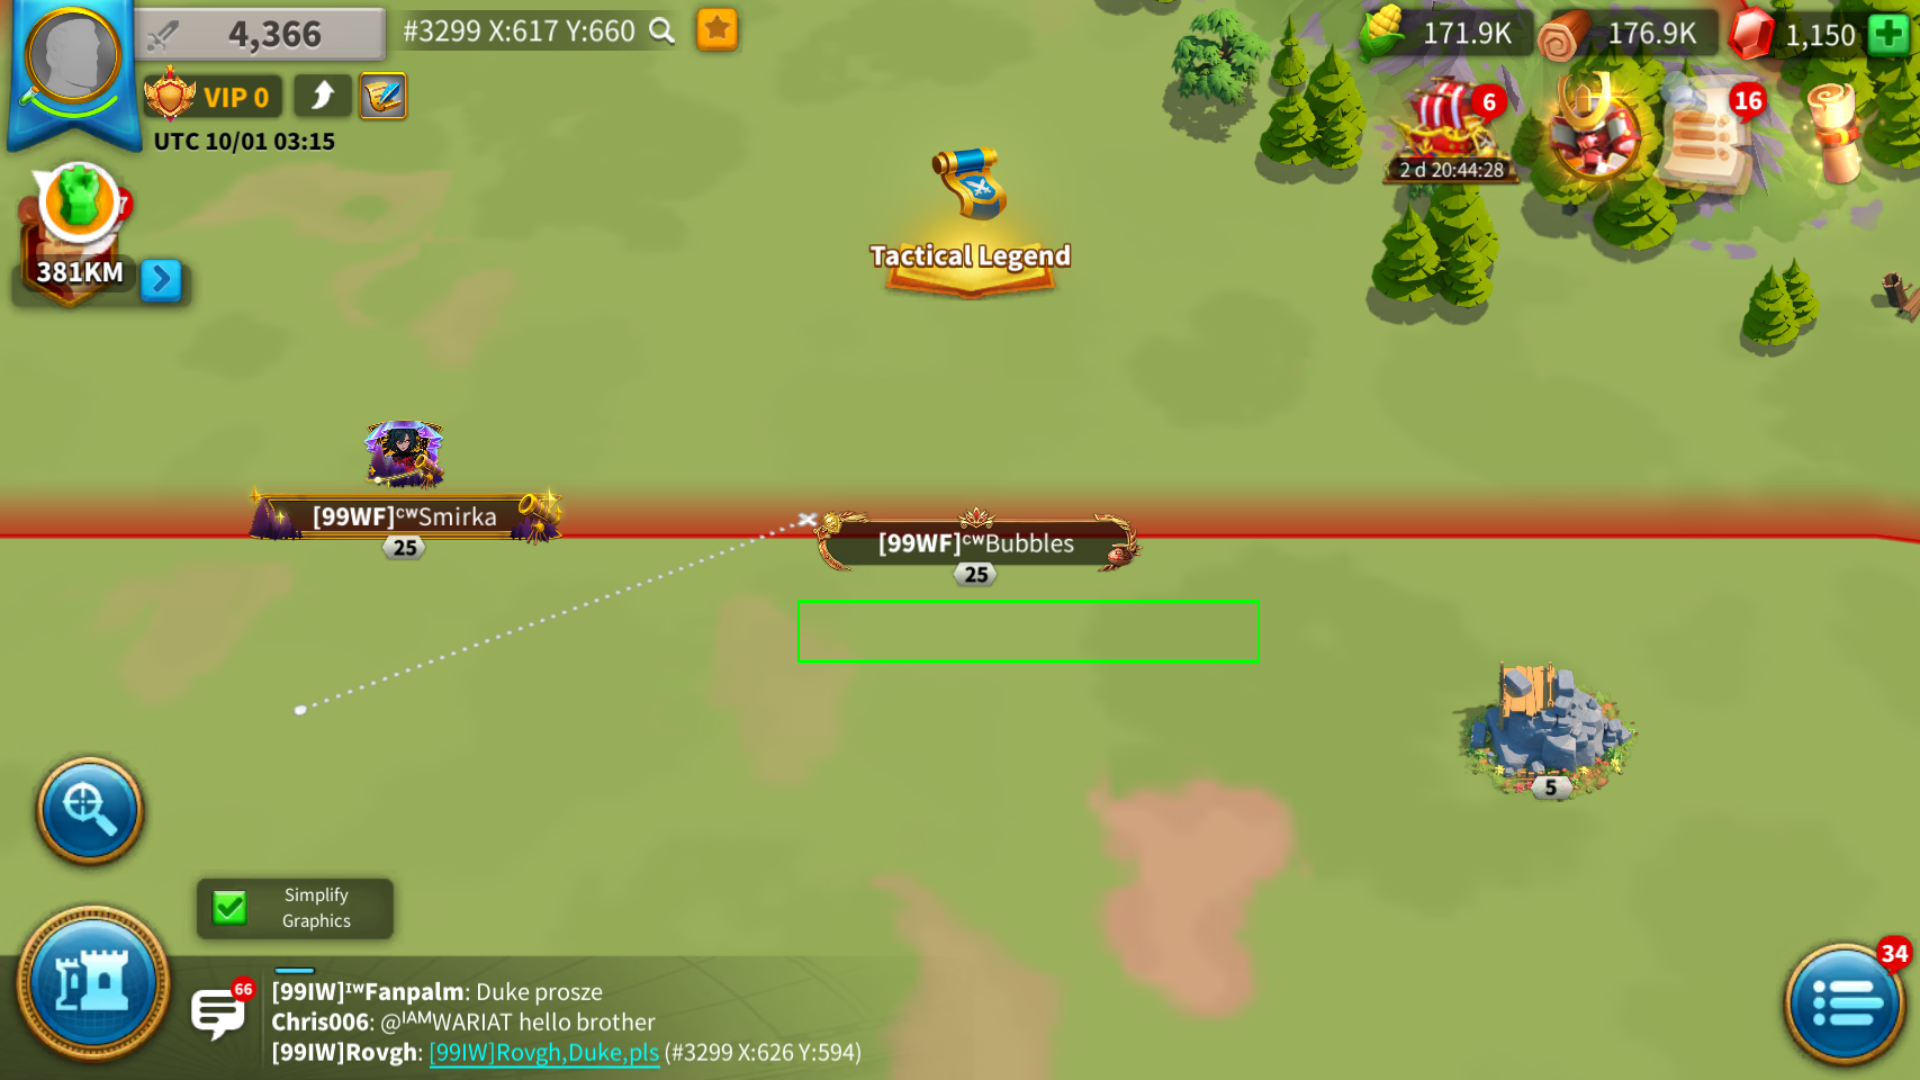 4,366
#3299 X:617 Y:660
171.9K
176.9K
1,150
VIP 0
UTC 10/01 03:15
6
16
2 d 20:44:28
7
381KM
Tactical Legend
[99WF]ᶜᵂSmirka
25
[99WF]ᶜᵂBubbles
25
5
Simplify
Graphics
34
66
[99IW]ᴵᵂFanpalm: Duke prosze
Chris006: @ᴵᴬᴹWARIAT hello brother
[99IW]Rovgh: [99IW]Rovgh,Duke,pls (#3299 X:626 Y:594)